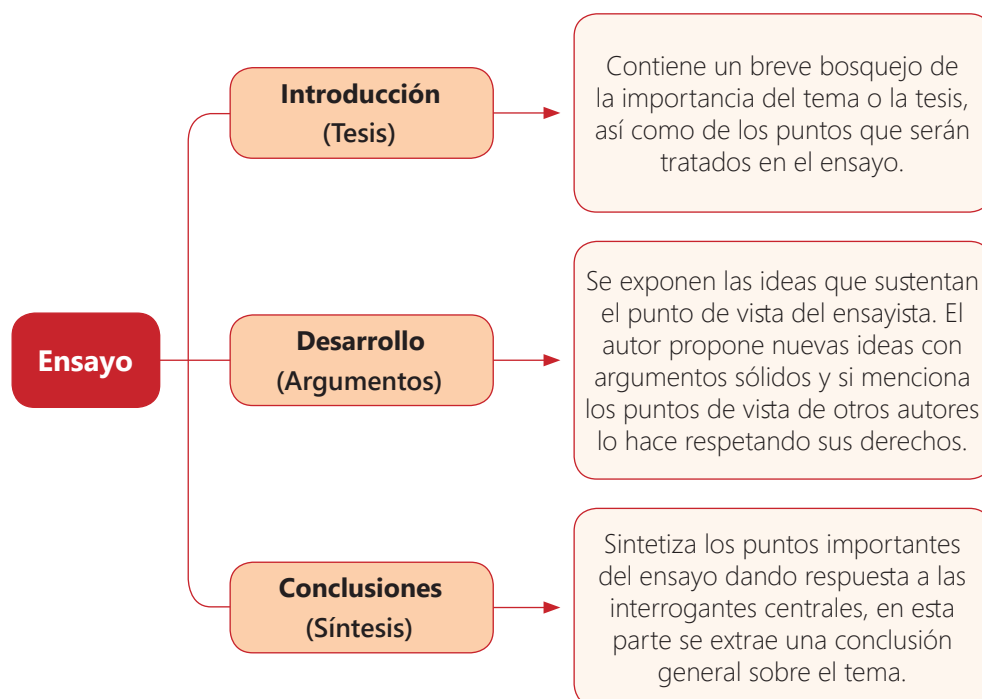 Introducción
(Tesis)
Contiene un breve bosquejo de
la importancia del tema o la tesis,
así como de los puntos que serán
tratados en el ensayo.
Ensayo
Desarrollo
(Argumentos)
Se exponen las ideas que sustentan
el punto de vista del ensayista. El
autor propone nuevas ideas con
argumentos sólidos y si menciona
los puntos de vista de otros autores
lo hace respetando sus derechos.
Conclusiones
(Síntesis)
Sintetiza los puntos importantes
del ensayo dando respuesta a las
interrogantes centrales, en esta
parte se extrae una conclusión
general sobre el tema.